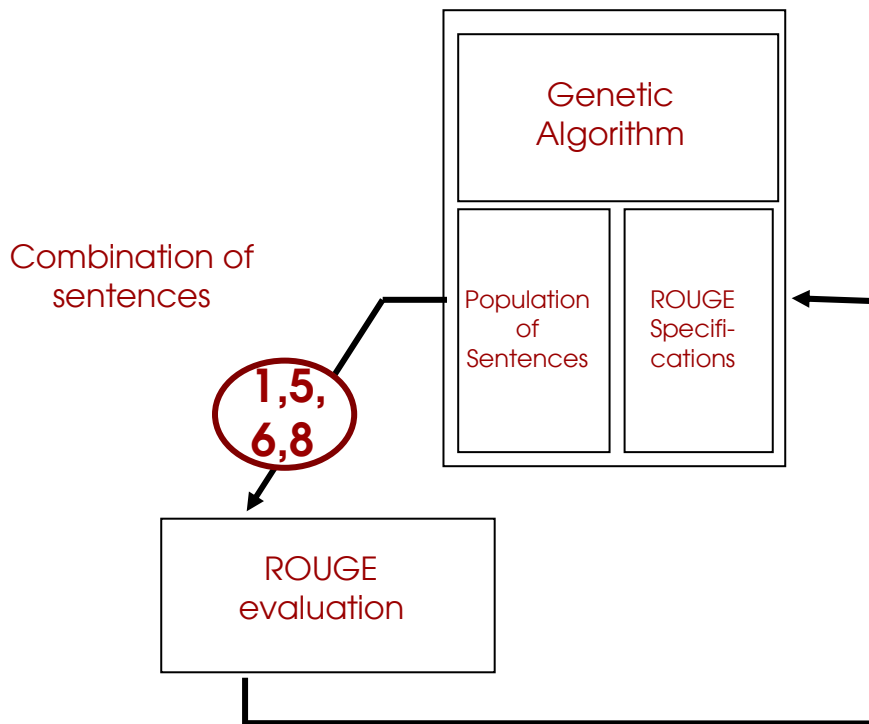 Genetic
Algorithm
Combination of
sentences
Population
of
Sentences
ROUGE
Specifi-
cations
1,5,
6,8
ROUGE
evaluation